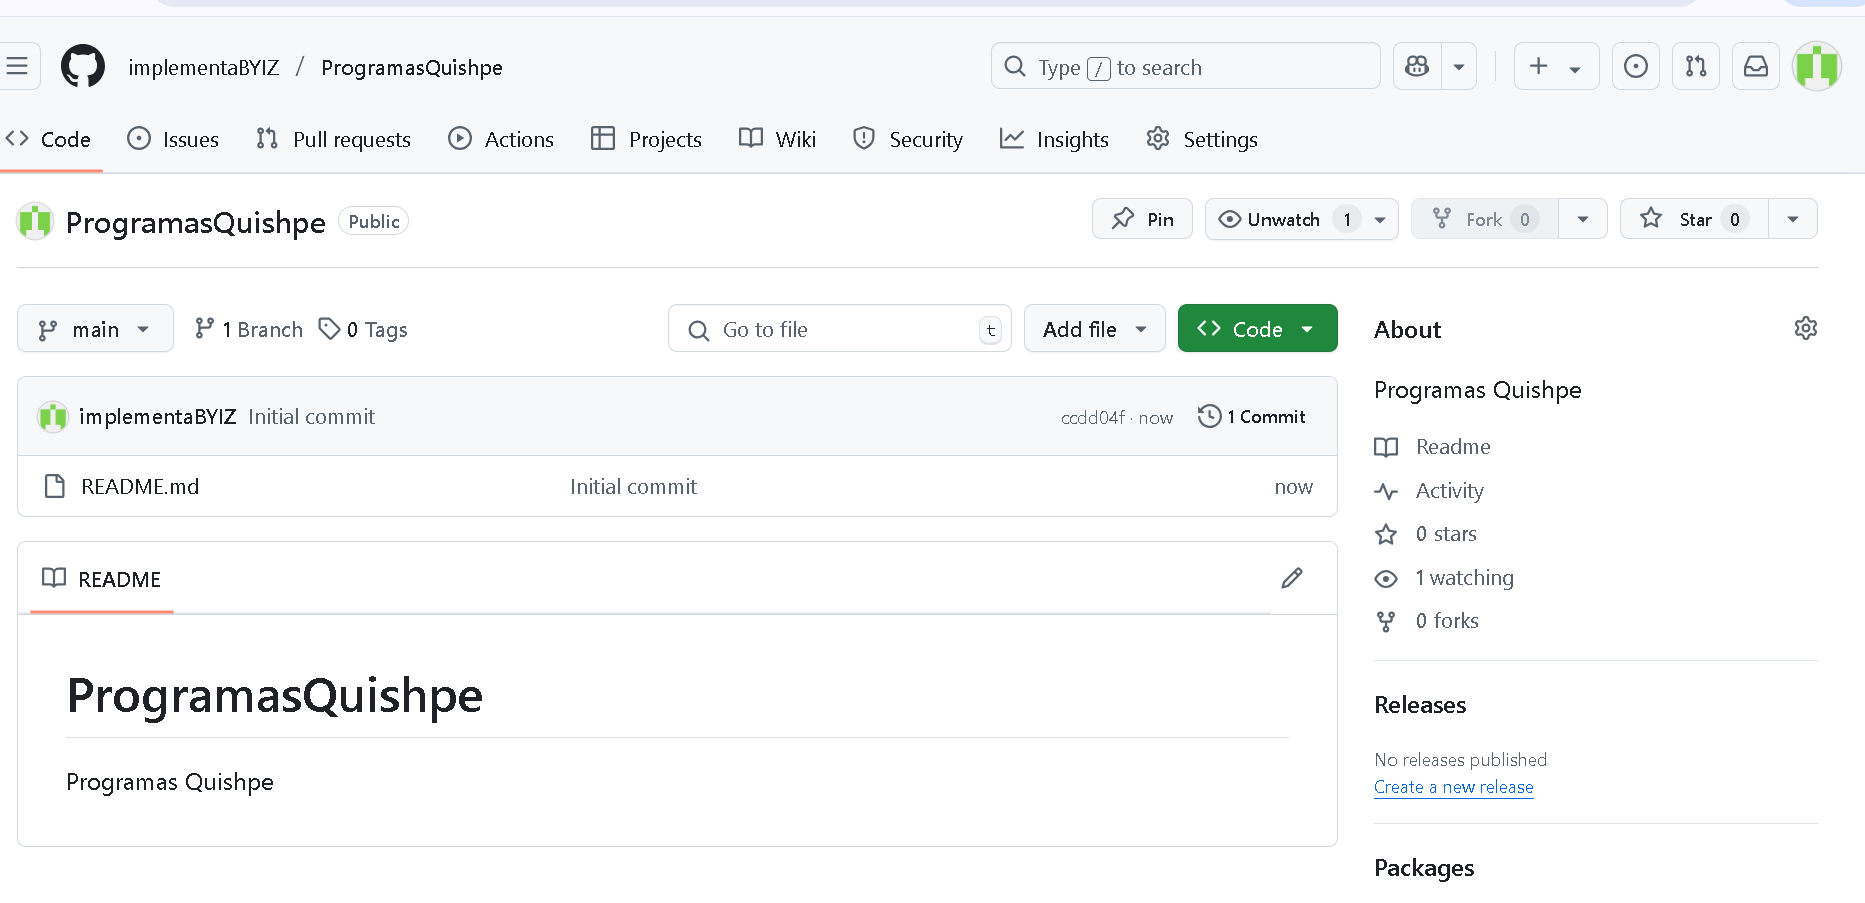 implementaBYIZ / ProgramasQuishpe
Type / to search
Code Issues Pull requests Actions Projects Wiki Security Insights Settings
ProgramasQuishpe Public
Pin Unwatch 1 Fork 0 Star 0
main 1 Branch 0 Tags
Go to file t Add file Code
implementaBYIZ Initial commit ccdd04f · now 1 Commit
README.md Initial commit now
README
ProgramasQuishpe
Programas Quishpe
About
Programas Quishpe
Readme
Activity
0 stars
1 watching
0 forks
Releases
No releases published
Create a new release
Packages